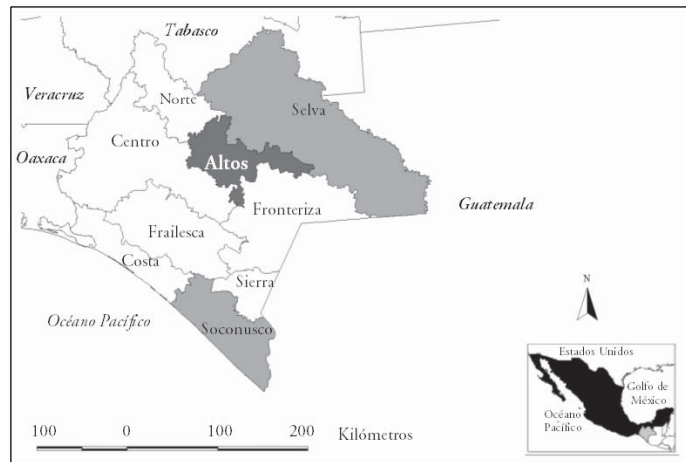 Tabasco
Veracruz
Norte
Selva
Oaxaca
Centro
Altos
Guatemala
Fronteriza
Frailesca
Costa
Sierra
Océano Pacífico
Soconusco
N
Estados Unidos
Golfo de
México
Océano
Pacífico
100 0 100 200 Kilómetros